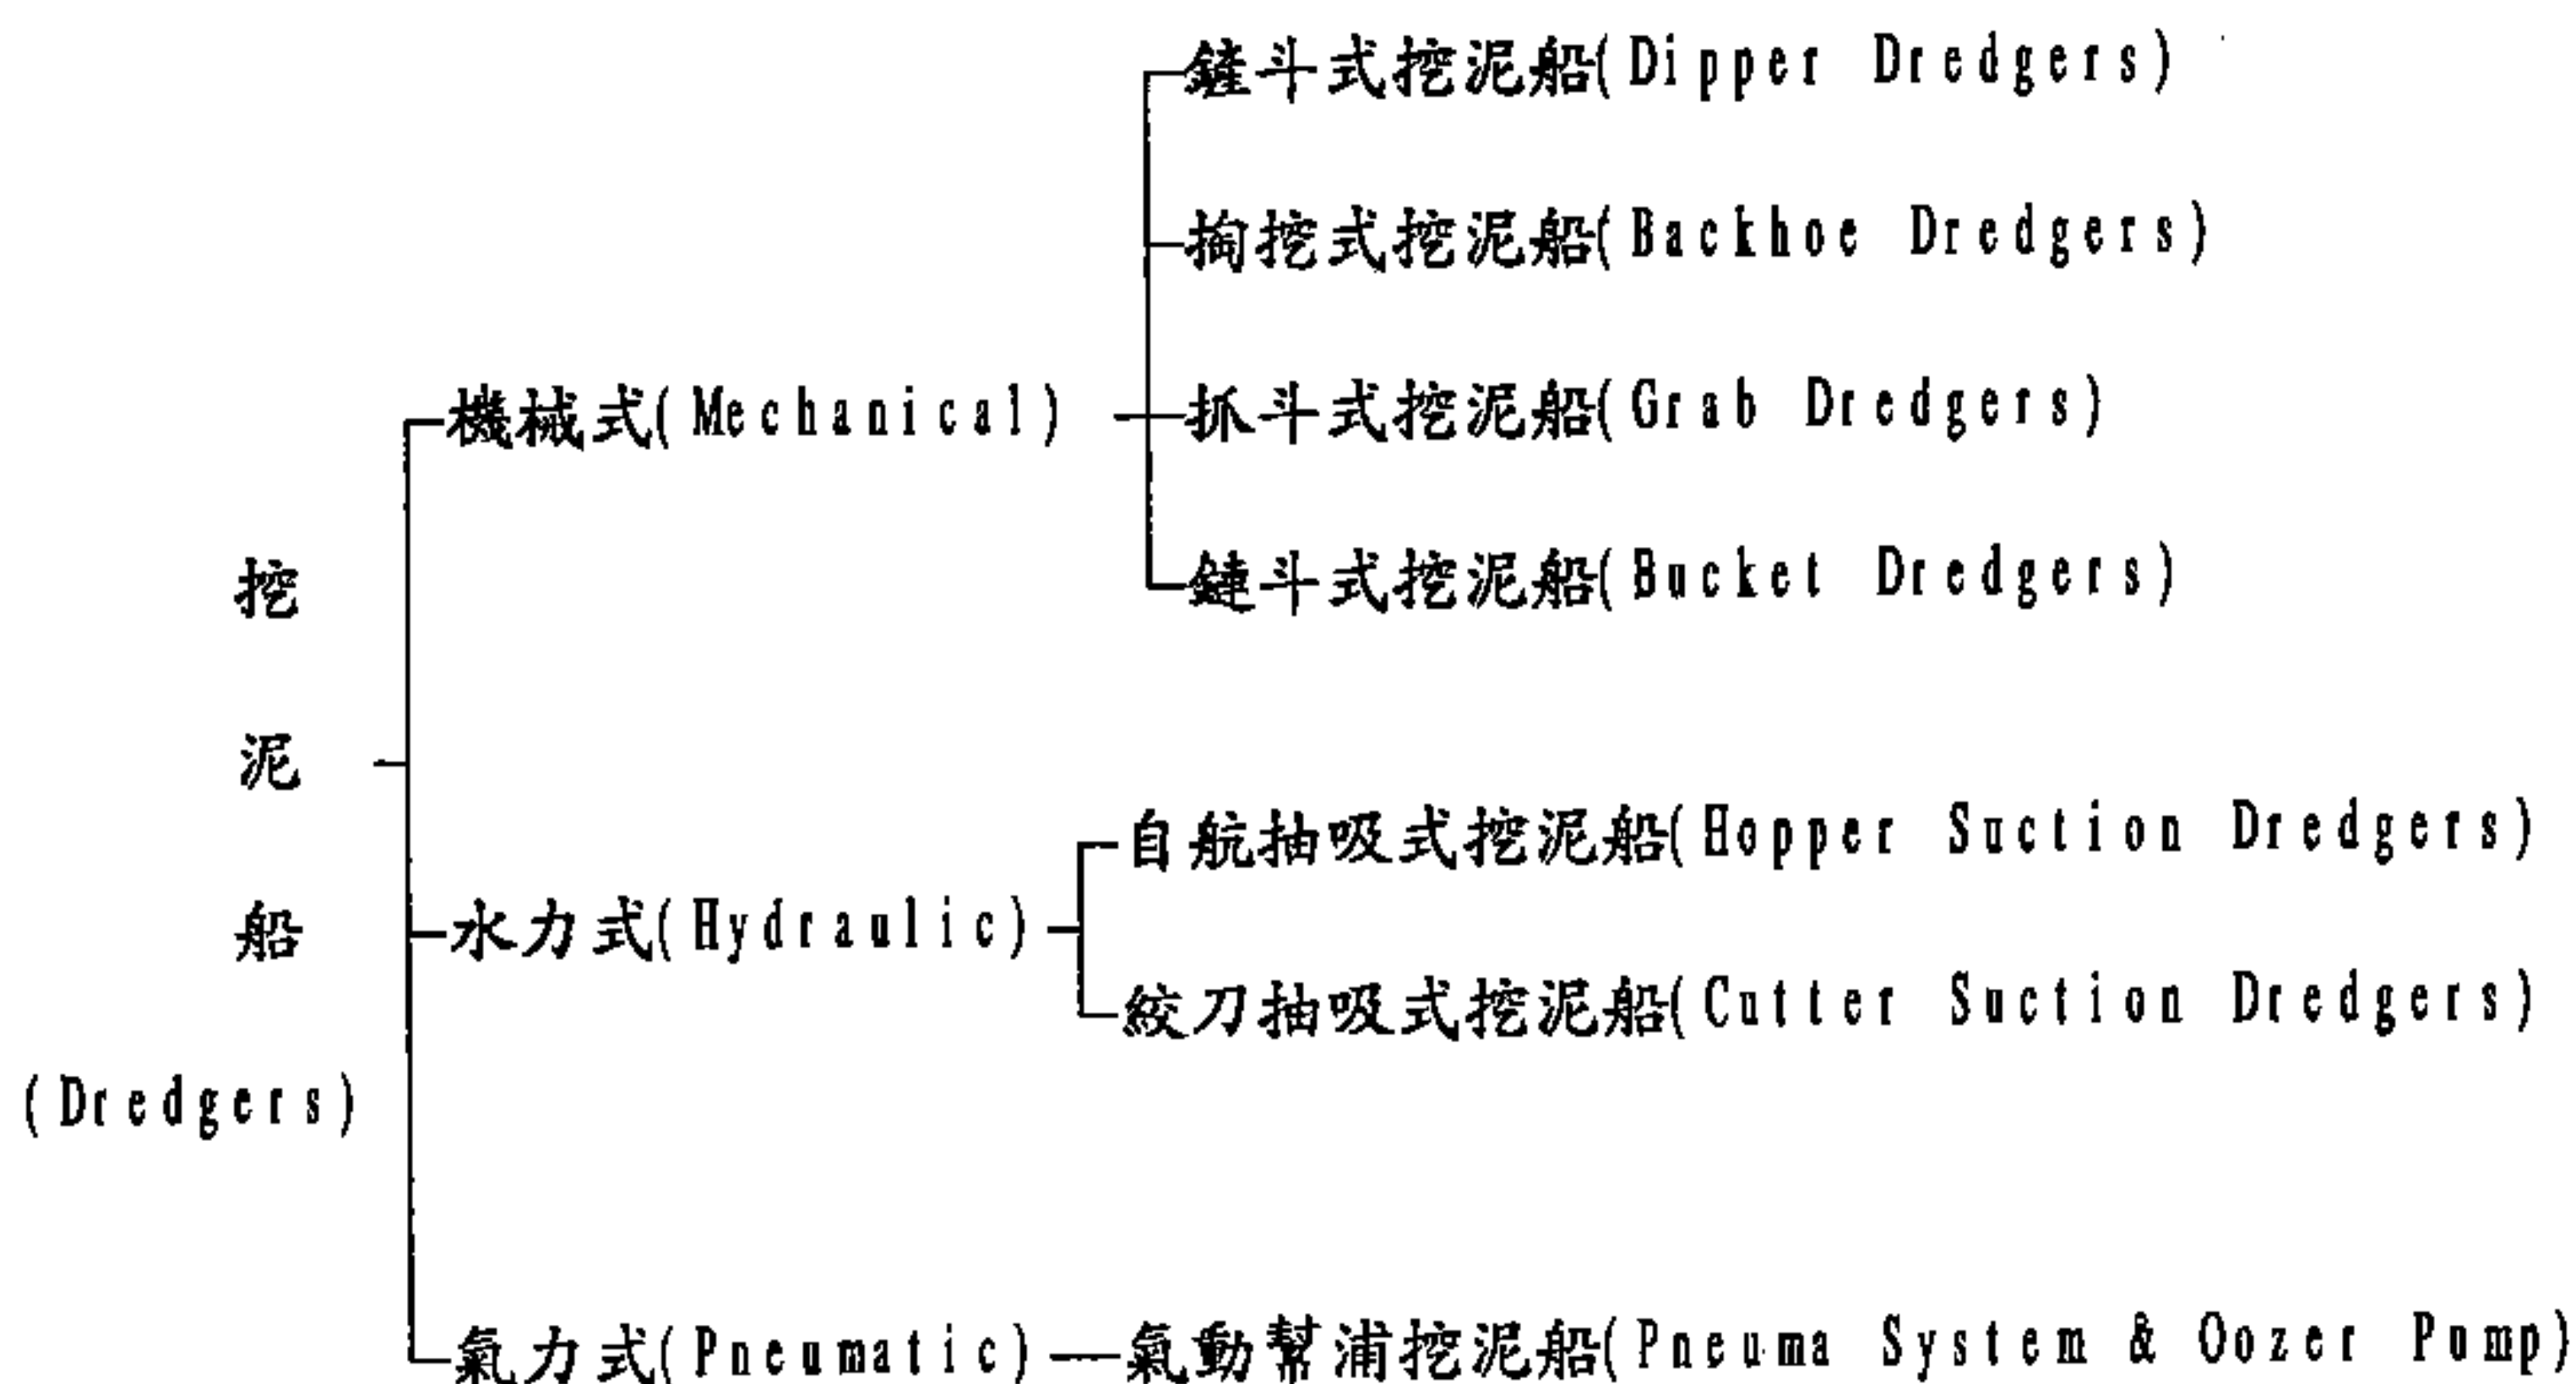 挖泥船
(Dredgers)
機械式(Mechanical)
鏟斗式挖泥船(Dipper Dredgers)
掏挖式挖泥船(Backhoe Dredgers)
抓斗式挖泥船(Grab Dredgers)
鏈斗式挖泥船(Bucket Dredgers)
水力式(Hydraulic)
自航抽吸式挖泥船(Hopper Suction Dredgers)
絞刀抽吸式挖泥船(Cutter Suction Dredgers)
氣力式(Pneumatic)
氣動幫浦挖泥船(Pneuma System & Oozer Pump)